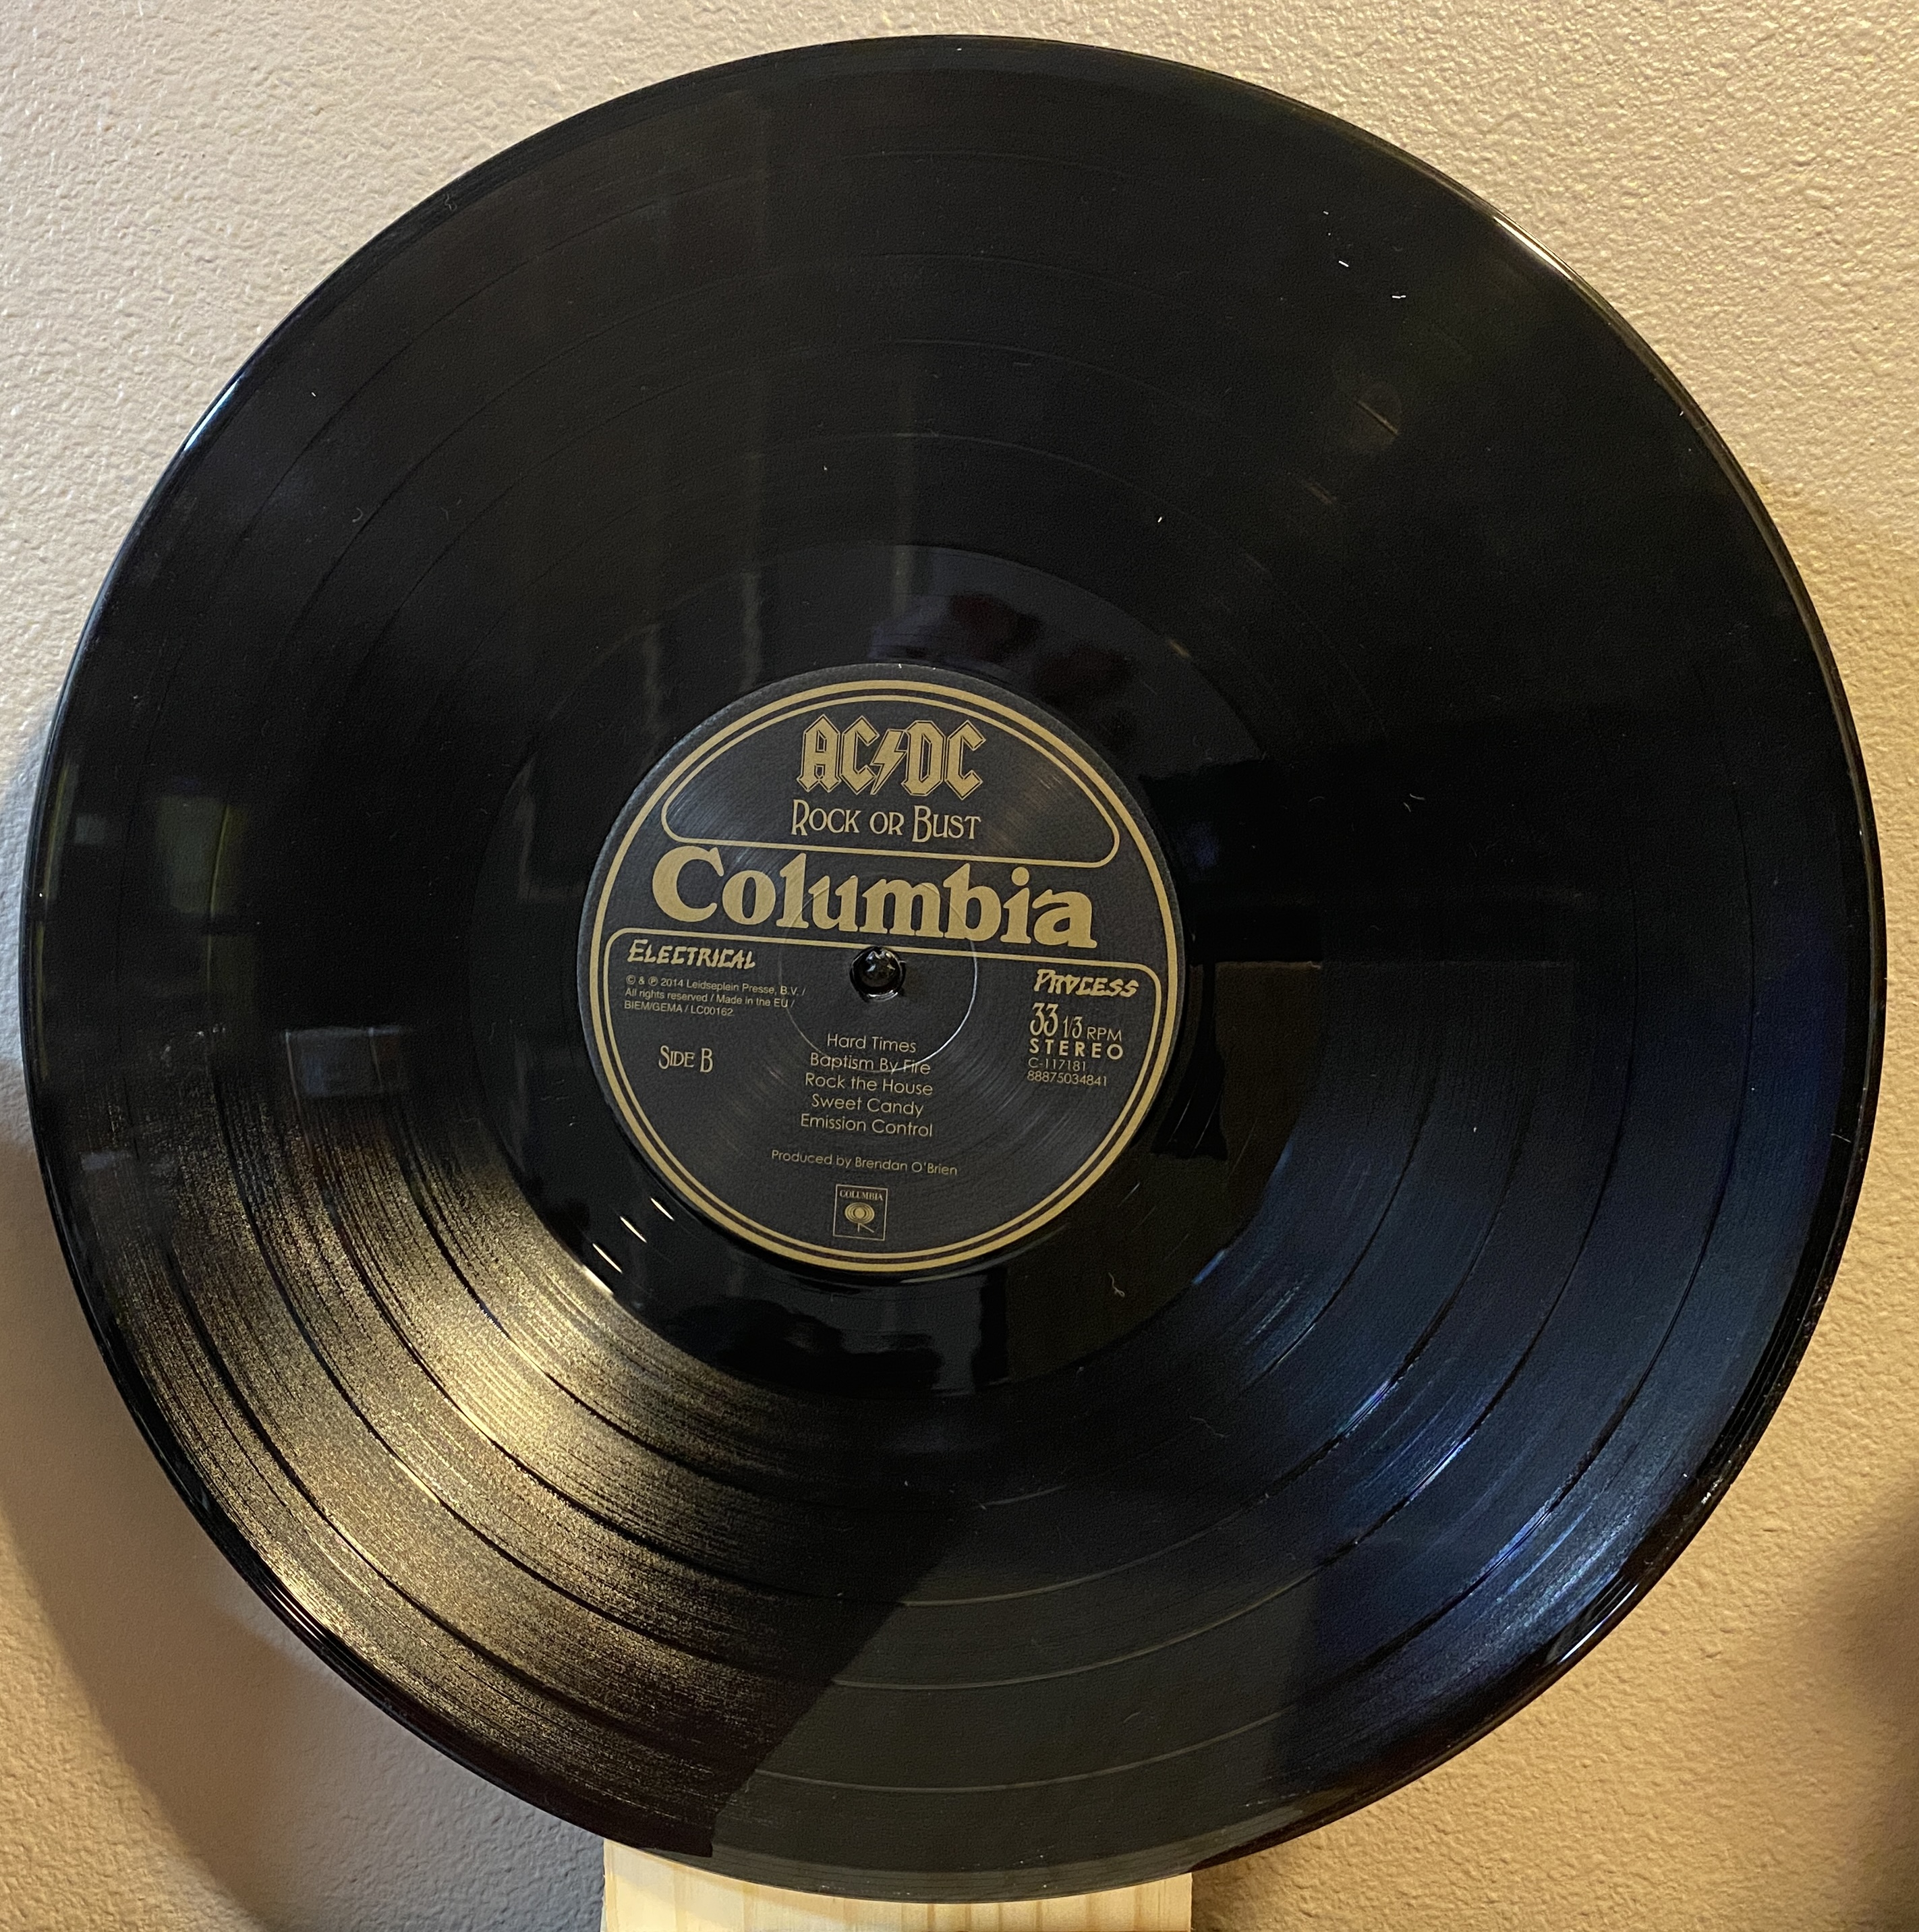 AC⚡DC
ROCK OR BUST
Columbia
ELECTRICAL
PROCESS
© & ℗ 2014 Leidseplein Presse, B.V. /
All rights reserved / Made in the EU /
BIEM/GEMA / LC00162
SIDE B
33 1/3 RPM
STEREO
C-117181
88875034841
Hard Times
Baptism By Fire
Rock the House
Sweet Candy
Emission Control
Produced by Brendan O'Brien
COLUMBIA